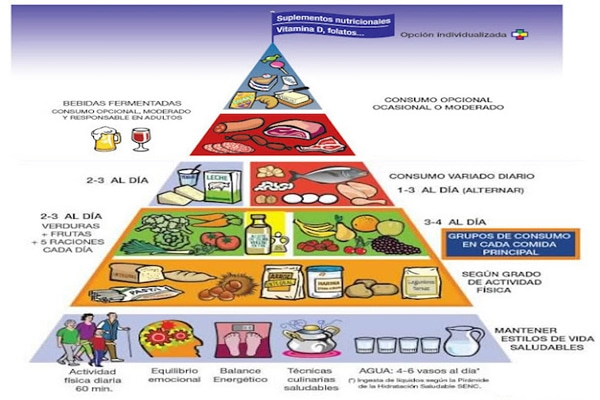 Suplementos nutricionales
Vitamina D, folatos...
Opción individualizada
BEBIDAS FERMENTADAS
CONSUMO OPCIONAL, MODERADO
Y RESPONSABLE EN ADULTOS
CONSUMO OPCIONAL
OCASIONAL O MODERADO
2-3 AL DÍA
LECHE
CONSUMO VARIADO DIARIO
1-3 AL DÍA (ALTERNAR)
2-3 AL DÍA
VERDURAS
+ FRUTAS
+ 5 RACIONES
CADA DÍA
3-4 AL DÍA
GRUPOS DE CONSUMO
EN CADA COMIDA
PRINCIPAL
INTEGRAL
PASTA
ARROZ
INTEGRAL
HARINA
Legumbres
SEGÚN GRADO
DE ACTIVIDAD
FÍSICA
MANTENER
ESTILOS DE VIDA
SALUDABLES
Actividad
física diaria
60 min.
Equilibrio
emocional
Balance
Energético
Técnicas
culinarias
saludables
AGUA: 4-6 vasos al día*
(*) Ingesta de líquidos según la Pirámide
de la Hidratación Saludable SENC.